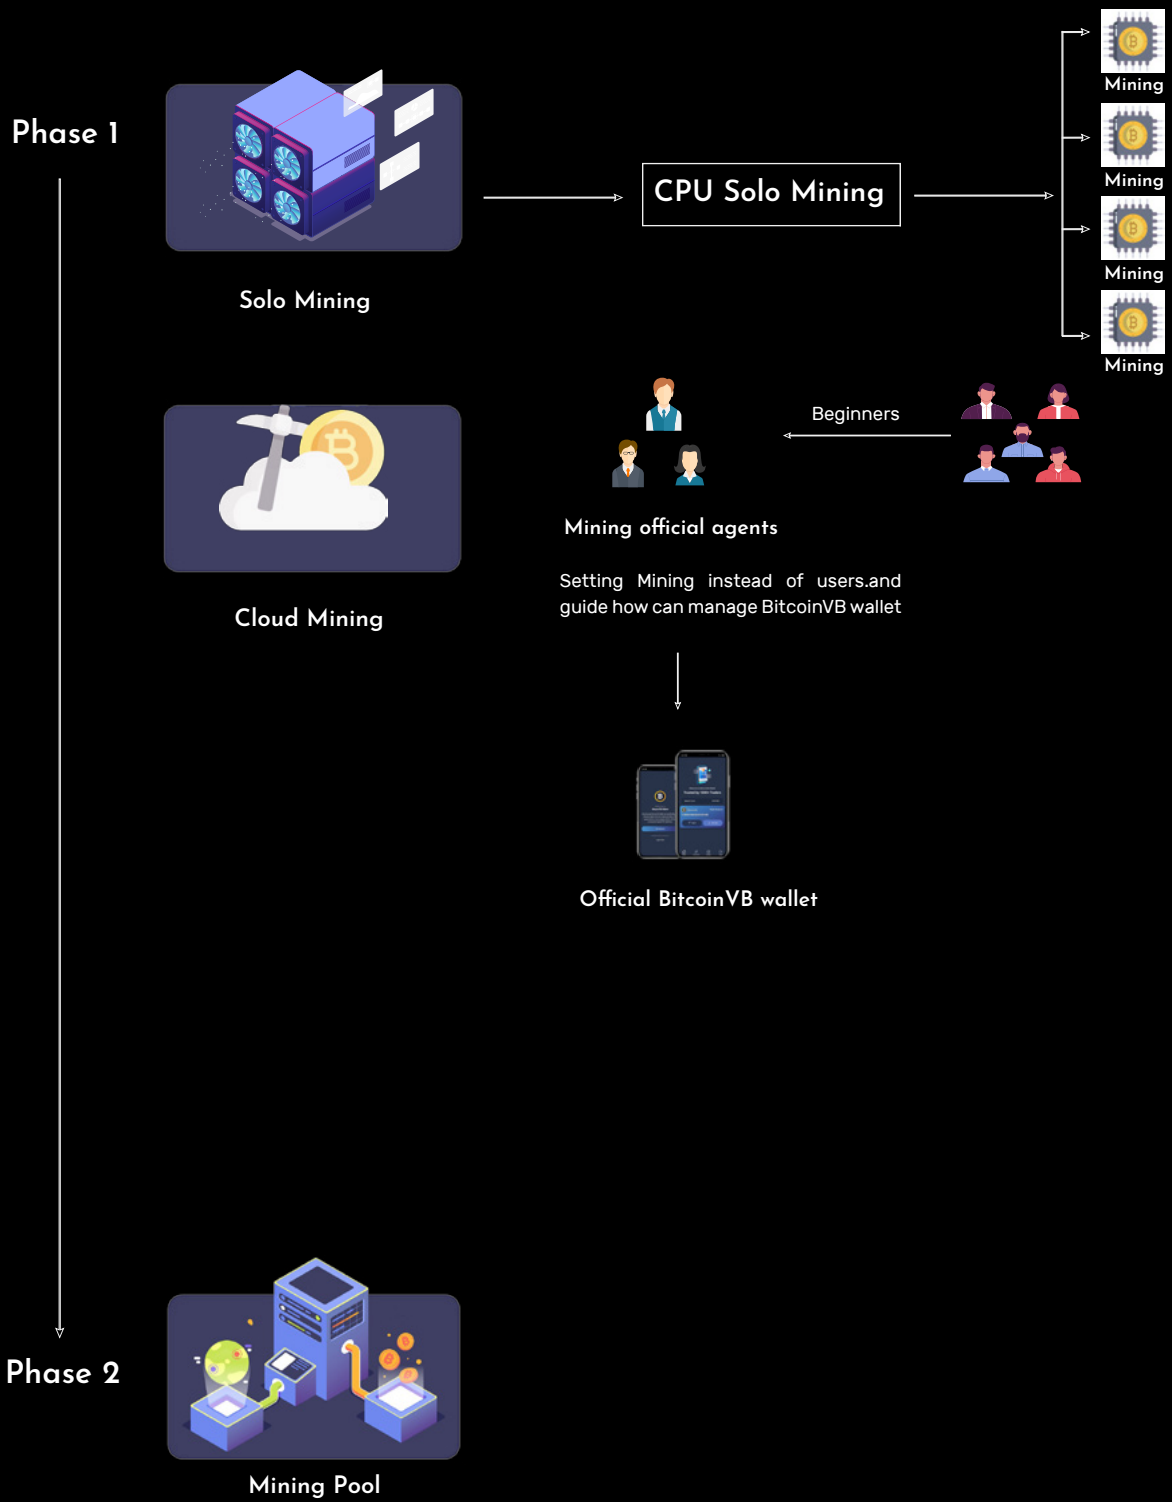 Phase 1
CPU Solo Mining
Mining
Mining
Mining
Mining
Solo Mining
Beginners
Mining official agents
Setting Mining instead of users.and
guide how can manage BitcoinVB wallet
Cloud Mining
Official BitcoinVB wallet
Phase 2
Mining Pool